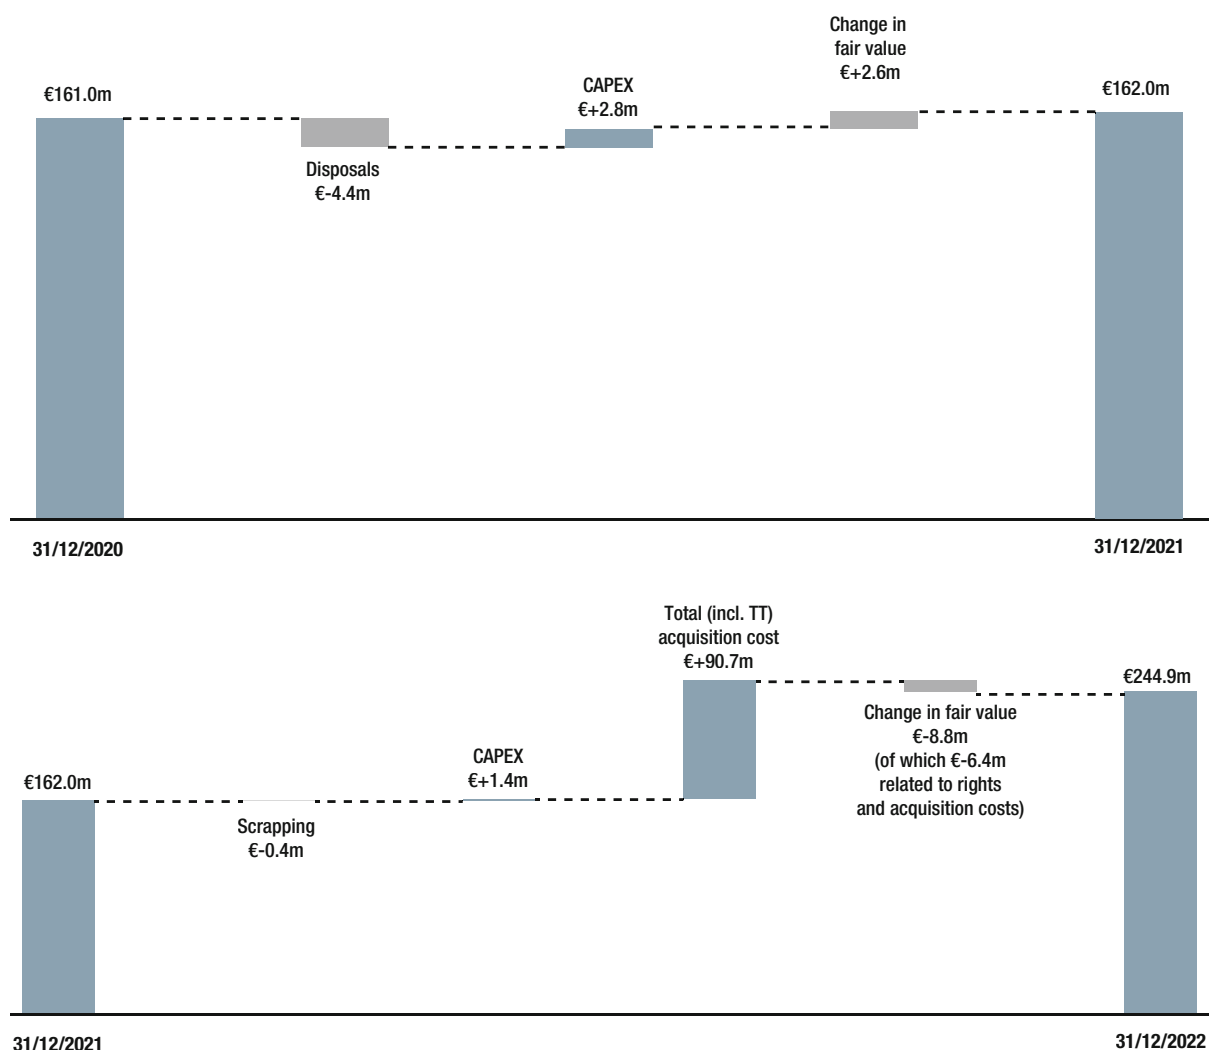 Change in
fair value
€+2.6m
€161.0m
CAPEX
€+2.8m
€162.0m
Disposals
€-4.4m
31/12/2020
31/12/2021
Total (incl. TT)
acquisition cost
€+90.7m
€244.9m
Change in fair value
€-8.8m
(of which €-6.4m
related to rights
and acquisition costs)
CAPEX
€+1.4m
€162.0m
Scrapping
€-0.4m
31/12/2021
31/12/2022